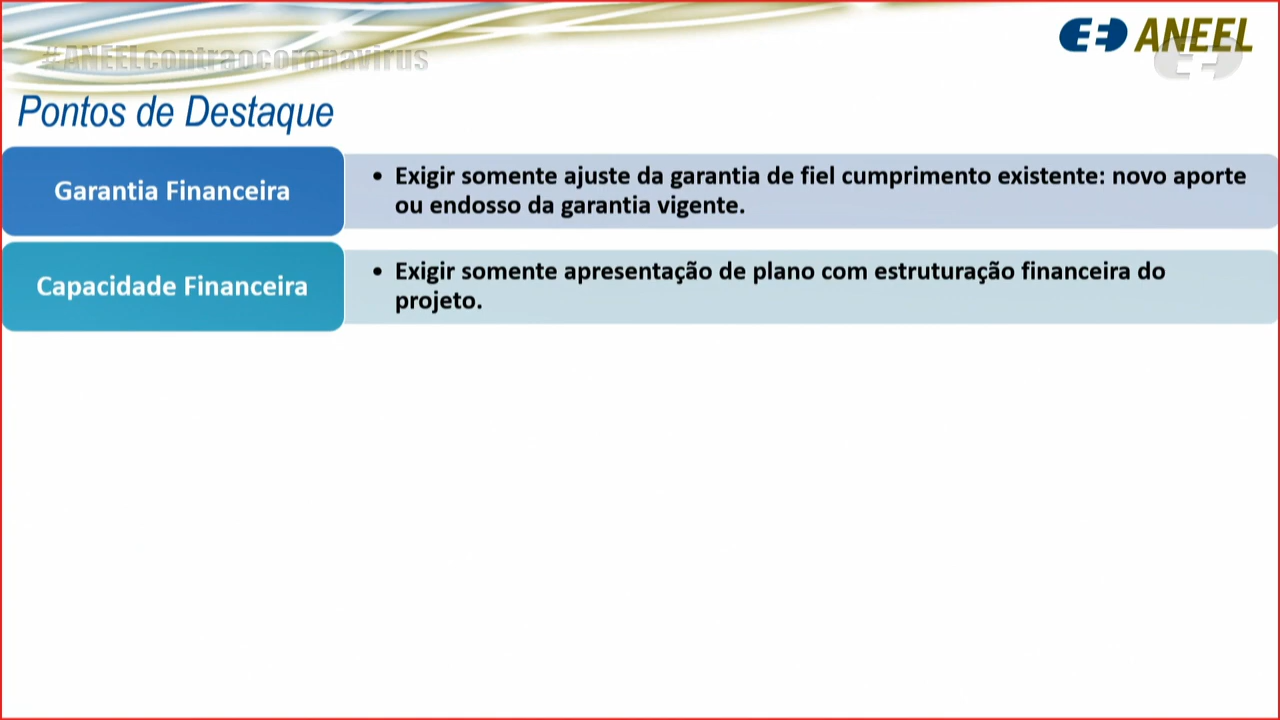 #ANEELcontraocoronavirus
ANEEL
Pontos de Destaque
Garantia Financeira
• Exigir somente ajuste da garantia de fiel cumprimento existente: novo aporte
ou endosso da garantia vigente.
Capacidade Financeira
• Exigir somente apresentação de plano com estruturação financeira do
projeto.